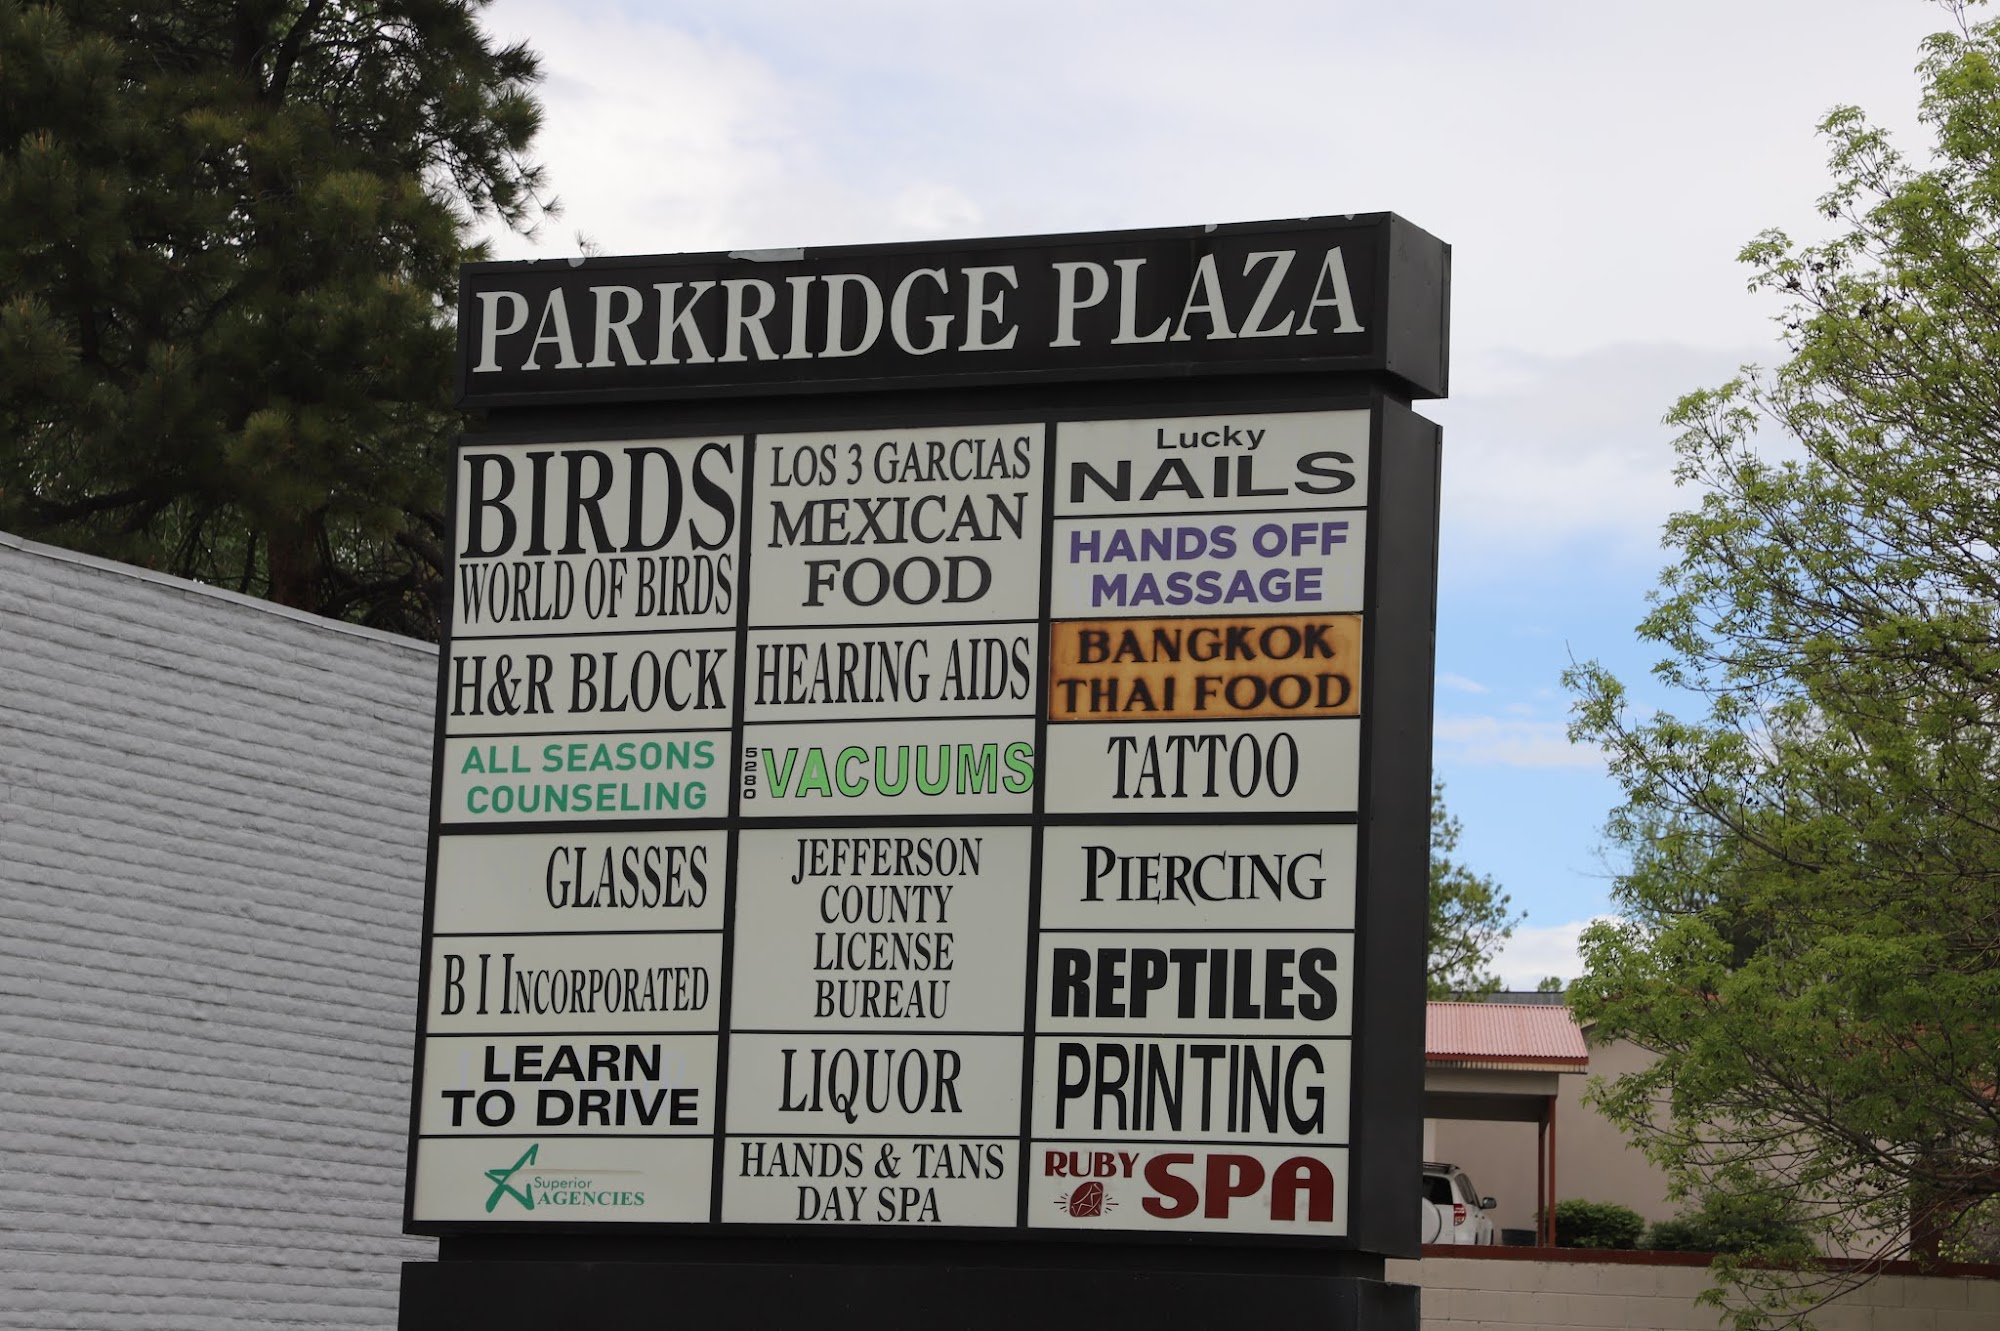 PARKRIDGE PLAZA
BIRDS
WORLD OF BIRDS
H&R BLOCK
ALL SEASONS
COUNSELING
GLASSES
B I INCORPORATED
LEARN
TO DRIVE
Superior
AGENCIES
LOS 3 GARCIAS
MEXICAN
FOOD
HEARING AIDS
5280 VACUUMS
JEFFERSON
COUNTY
LICENSE
BUREAU
LIQUOR
HANDS & TANS
DAY SPA
Lucky
NAILS
HANDS OFF
MASSAGE
BANGKOK
THAI FOOD
TATTOO
PIERCING
REPTILES
PRINTING
RUBY SPA